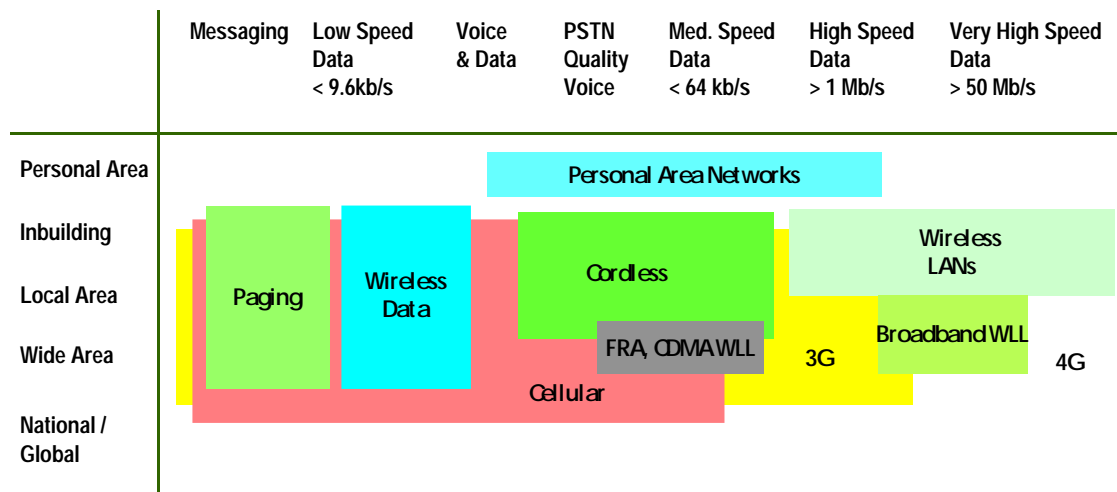 Messaging Low Speed Voice PSTN Med. Speed High Speed Very High Speed
Data & Data Quality Data Data Data
< 9.6kb/s Voice < 64 kb/s > 1 Mb/s > 50 Mb/s
Personal Area
Personal Area Networks
Inbuilding
Wireless
LANs
Cordless
Wireless
Data
Local Area
Paging
Broadband WLL
Wide Area
FRA, CDMA WLL
3G
4G
Cellular
National /
Global